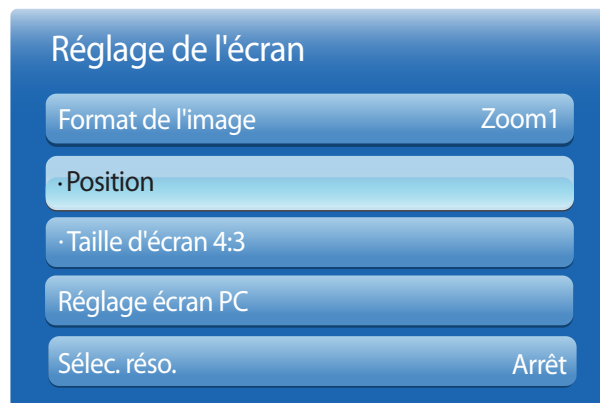 Réglage de l'écran
Format de l'image Zoom1
· Position
· Taille d'écran 4:3
Réglage écran PC
Sélec. réso. Arrêt